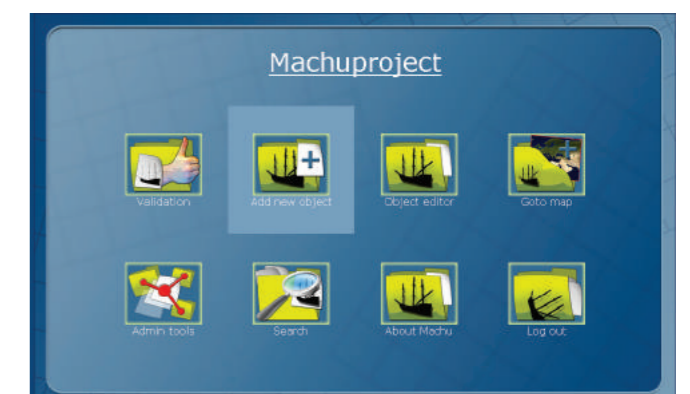 Machuproject
Validation
Add new object
Object editor
Goto map
Admin tools
Search
About Machu
Log out